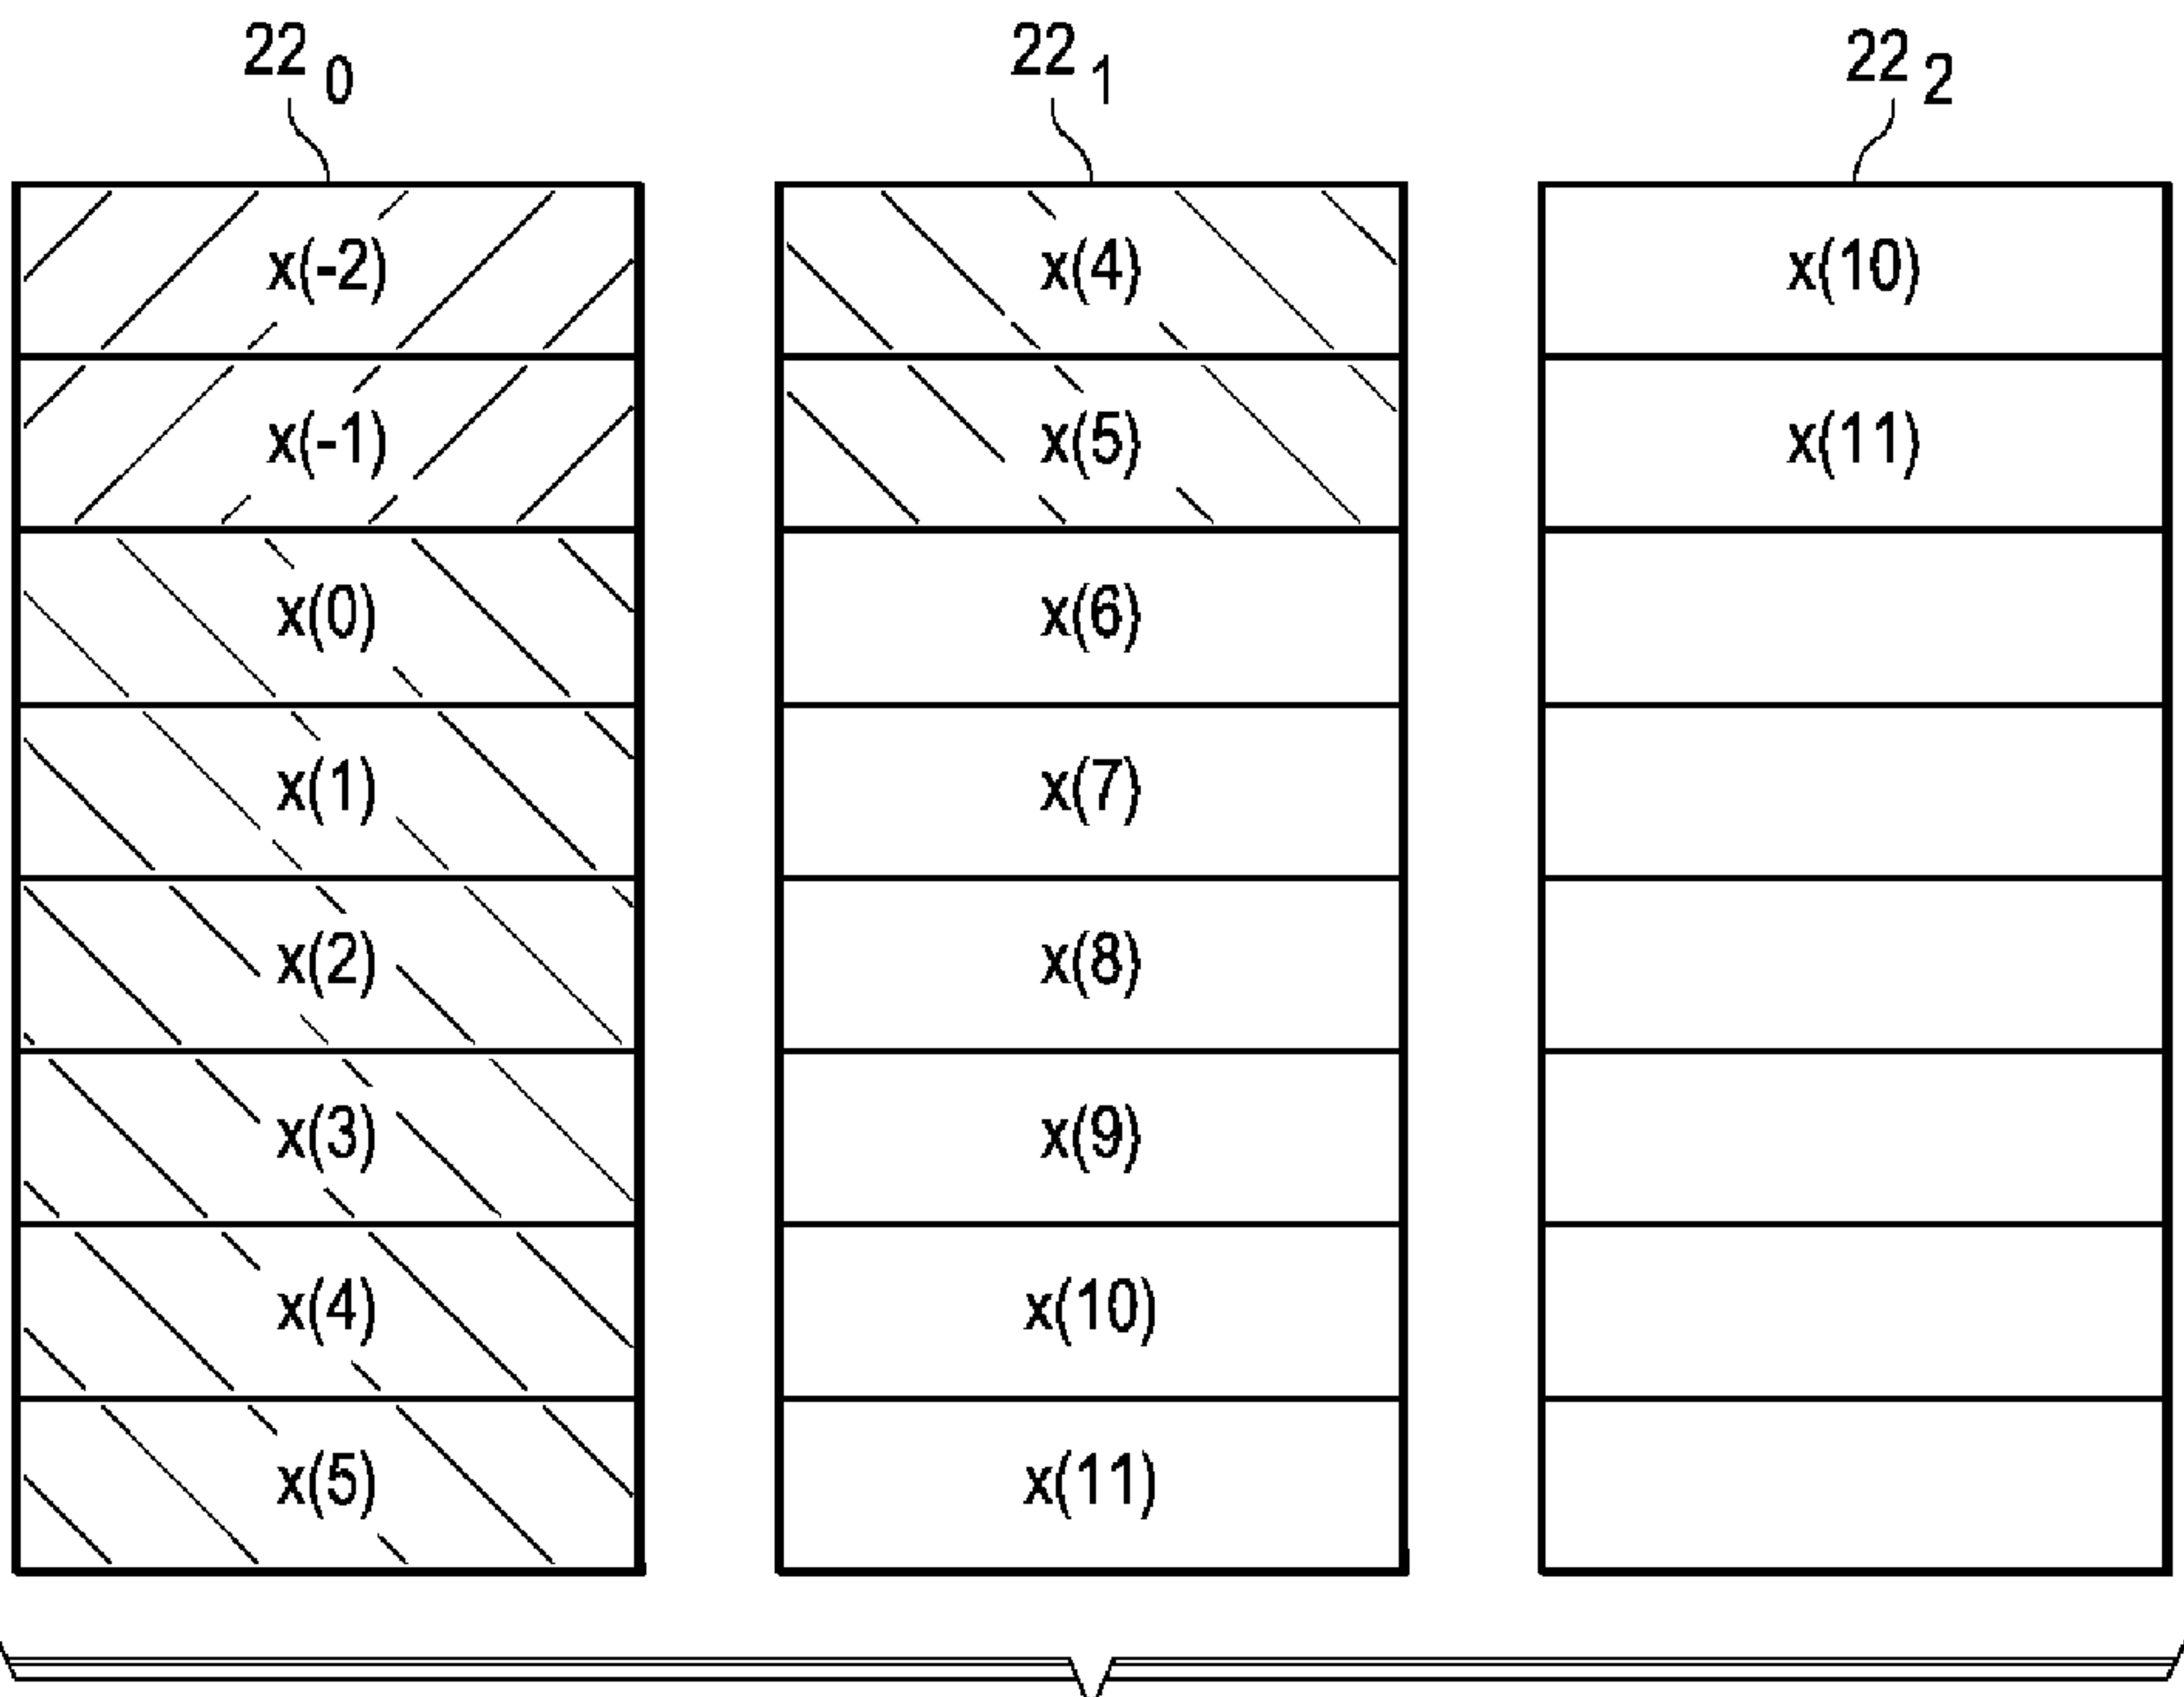 22 0 22 1 22 2
x(-2) x(4) x(10)
x(-1) x(5) x(11)
x(0) x(6)
x(1) x(7)
x(2) x(8)
x(3) x(9)
x(4) x(10)
x(5) x(11)